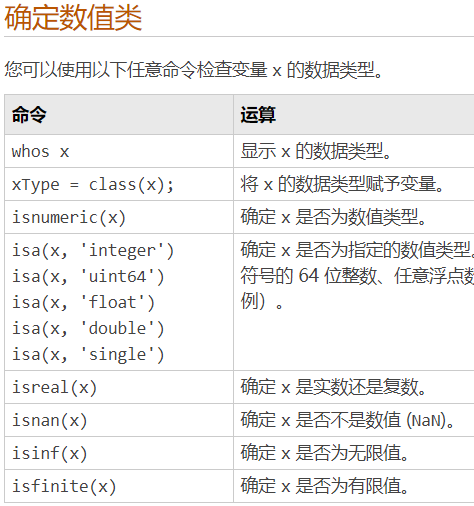 确定数值类
您可以使用以下任意命令检查变量 x 的数据类型。
命令 运算
whos x 显示 x 的数据类型。
xType = class(x); 将 x 的数据类型赋予变量。
isnumeric(x) 确定 x 是否为数值类型。
isa(x, 'integer') 确定 x 是否为指定的数值类型。
isa(x, 'uint64') 符号的 64 位整数、任意浮点数
isa(x, 'float') 例）。
isa(x, 'double')
isa(x, 'single')
isreal(x) 确定 x 是实数还是复数。
isnan(x) 确定 x 是否不是数值 (NaN)。
isinf(x) 确定 x 是否为无限值。
isfinite(x) 确定 x 是否为有限值。